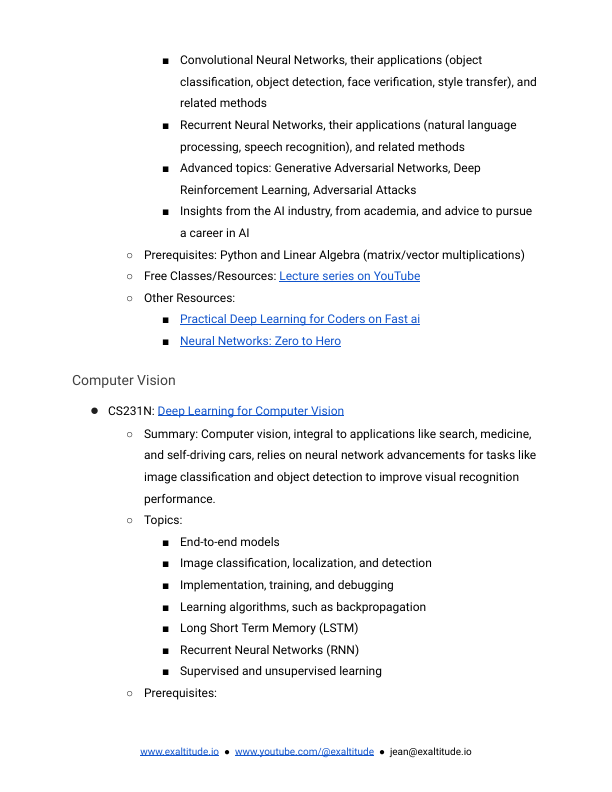 ■ Convolutional Neural Networks, their applications (object
classification, object detection, face verification, style transfer), and
related methods
■ Recurrent Neural Networks, their applications (natural language
processing, speech recognition), and related methods
■ Advanced topics: Generative Adversarial Networks, Deep
Reinforcement Learning, Adversarial Attacks
■ Insights from the AI industry, from academia, and advice to pursue
a career in AI
○ Prerequisites: Python and Linear Algebra (matrix/vector multiplications)
○ Free Classes/Resources: Lecture series on YouTube
○ Other Resources:
■ Practical Deep Learning for Coders on Fast ai
■ Neural Networks: Zero to Hero
Computer Vision
● CS231N: Deep Learning for Computer Vision
○ Summary: Computer vision, integral to applications like search, medicine,
and self-driving cars, relies on neural network advancements for tasks like
image classification and object detection to improve visual recognition
performance.
○ Topics:
■ End-to-end models
■ Image classification, localization, and detection
■ Implementation, training, and debugging
■ Learning algorithms, such as backpropagation
■ Long Short Term Memory (LSTM)
■ Recurrent Neural Networks (RNN)
■ Supervised and unsupervised learning
○ Prerequisites:
www.exaltitude.io ● www.youtube.com/@exaltitude ● jean@exaltitude.io